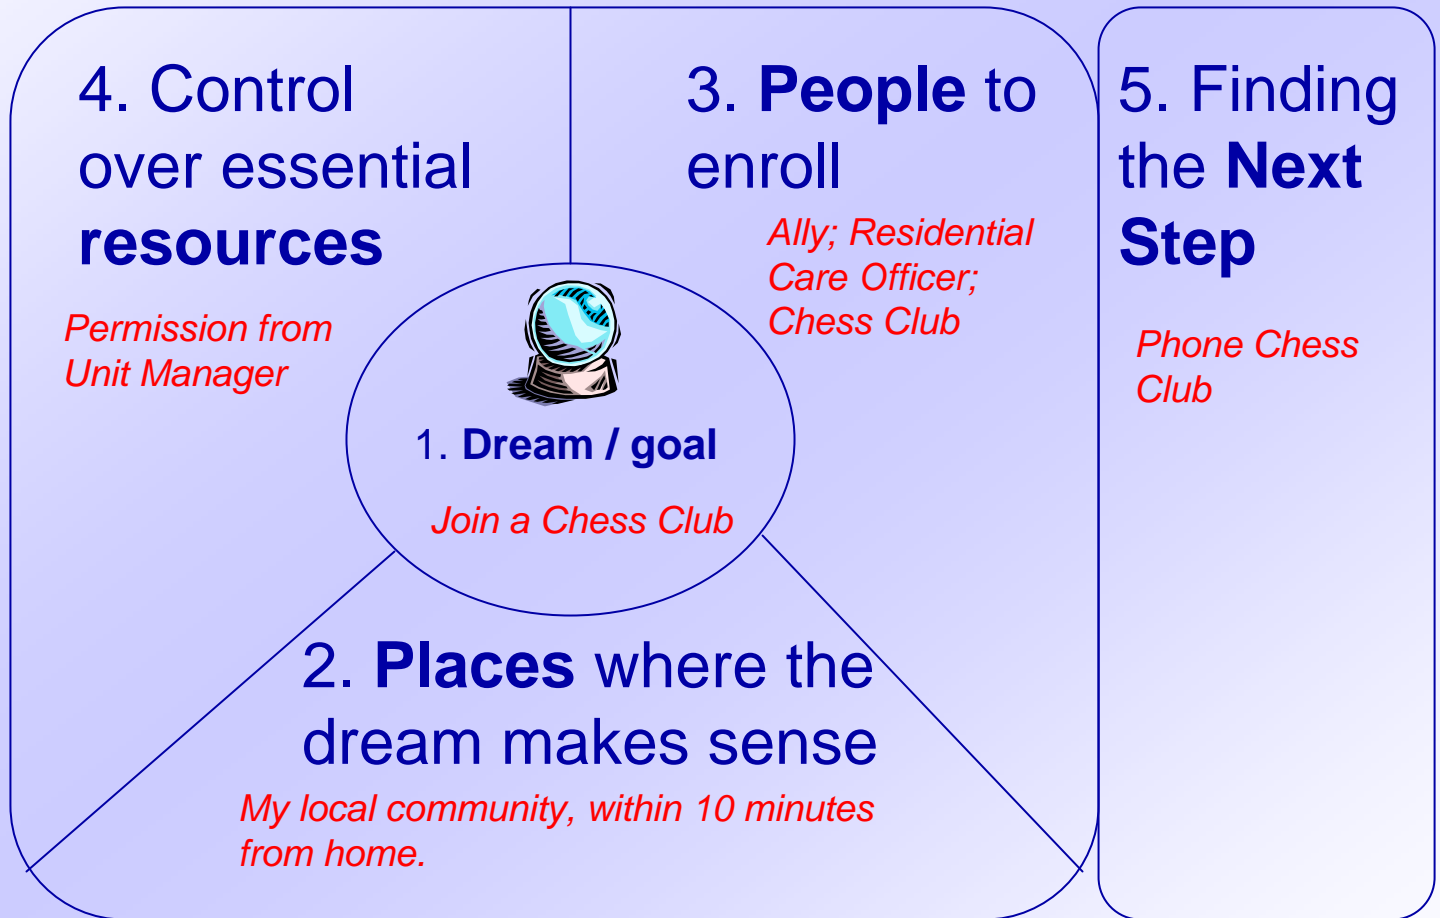 4. Control
over essential
resources
Permission from
Unit Manager
3. People to
enroll
Ally; Residential
Care Officer;
Chess Club
5. Finding
the Next
Step
Phone Chess
Club
1. Dream / goal
Join a Chess Club
2. Places where the
dream makes sense
My local community, within 10 minutes
from home.